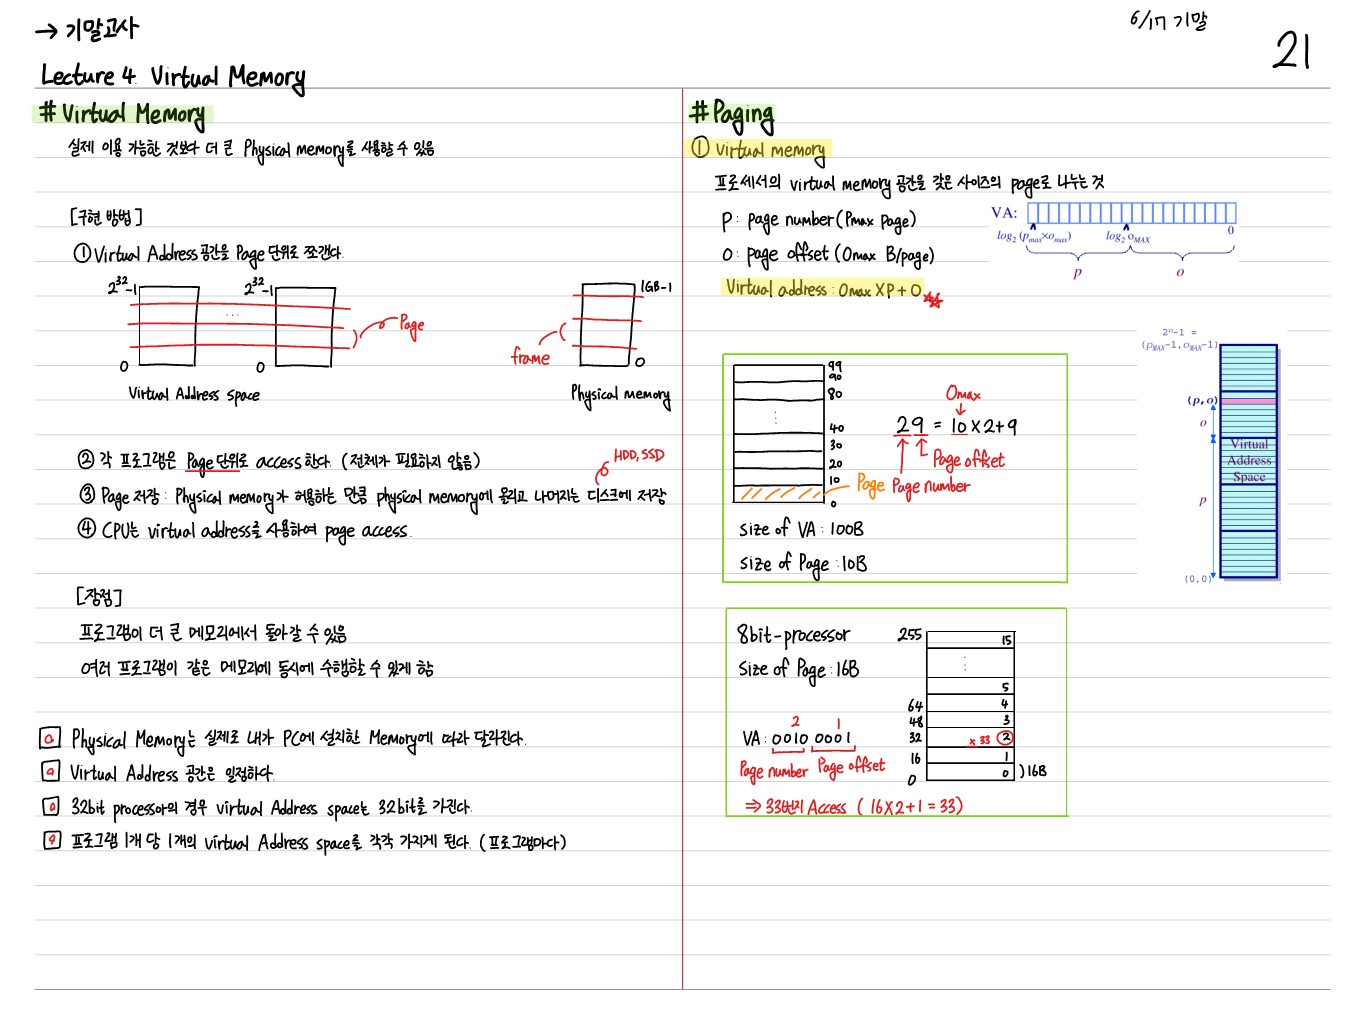 → 기말고사
6/17 기말
21
Lecture 4. Virtual Memory
# Virtual Memory
실제 이용 가능한 것보다 더 큰 Physical memory를 사용할 수 있음
[구현 방법]
① Virtual Address 공간을 Page 단위로 쪼갠다.
2^32-1
2^32-1
1GB-1
...
Page
frame
0
0
0
Virtual Address space
Physical memory
② 각 프로그램은 Page 단위로 access한다. (전체가 필요하지 않음)
HDD, SSD
③ Page 저장 : Physical memory가 허용하는 만큼 physical memory에 올리고 나머지는 디스크에 저장
④ CPU는 virtual address를 사용하여 page access.
[장점]
프로그램이 더 큰 메모리에서 돌아갈 수 있음
여러 프로그램이 같은 메모리에 동시에 수행할 수 있게 함
Physical Memory는 실제로 내가 PC에 설치한 Memory에 따라 달라진다.
Virtual Address 공간은 일정하다.
32bit processor의 경우 virtual Address space는 32bit를 가진다.
프로그램 1개 당 1개의 virtual Address space를 각각 가지게 된다. (프로그램마다)
# Paging
① Virtual memory
프로세서의 virtual memory 공간을 갖은 사이즈의 page로 나누는 것
P : page number (Pmax page)
O : page offset (Omax B/page)
Virtual address : Omax X P + O
VA:
log2 (pmax×omax)
log2 oMAX
0
p
o
99
90
80
⋮
40
30
20
10
0
Page
Omax
29 = 10 X 2+9
Page offset
Page number
size of VA : 100B
size of Page : 10B
2^n-1 =
(pMAX-1, oMAX-1)
(p,o)
o
Virtual
Address
Space
p
(0,0)
8bit-processor
size of Page : 16B
255
15
⋮
5
64
4
48
3
32
x 33
2
16
1
0
0
)16B
2 1
VA : 0010 0001
Page number Page offset
⇒ 33번지 Access ( 16X2+1 = 33)